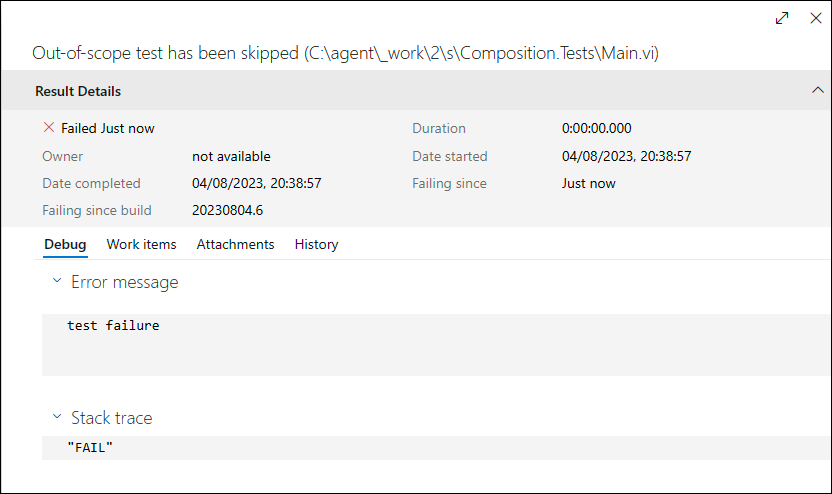 Out-of-scope test has been skipped (C:\agent\_work\2\s\Composition.Tests\Main.vi)
Result Details
Failed Just now
Duration 0:00:00.000
Owner not available
Date started 04/08/2023, 20:38:57
Date completed 04/08/2023, 20:38:57
Failing since Just now
Failing since build 20230804.6
Debug Work items Attachments History
Error message
test failure
Stack trace
"FAIL"